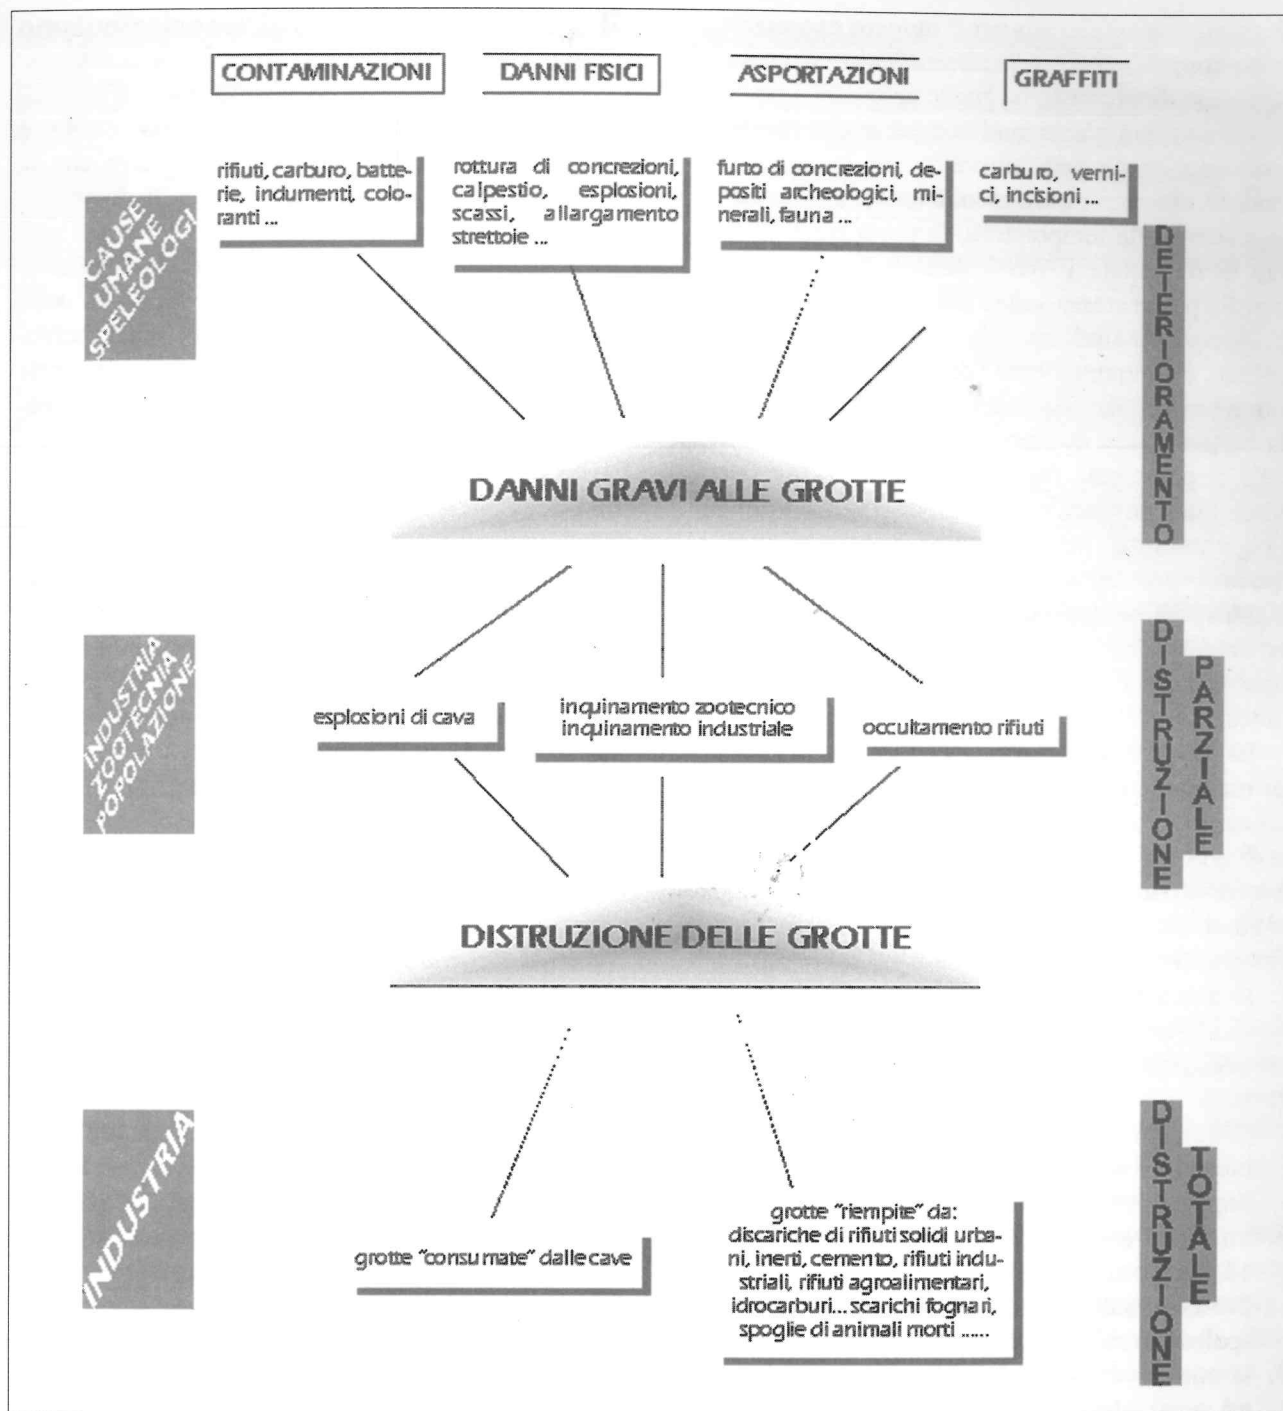 CONTAMINAZIONI
DANNI FISICI
ASPORTAZIONI
GRAFFITI
rifiuti, carburo, batte-
rie, indumenti, colo-
ranti ...
rottura di concrezioni,
calpestio, esplosioni,
scassi, allargamento
strettoie ...
furto di concrezioni, de-
positi archeologici, mi-
nerali, fauna ...
carburo, verni-
ci, incisioni ...
CAUSE
UMANE
SPELEOLOGI
DETERIORAMENTO
DANNI GRAVI ALLE GROTTE
INDUSTRIA
ZOOTECNIA
POPOLAZIONE
esplosioni di cava
inquinamento zootecnico
inquinamento industriale
occultamento rifiuti
DISTRUZIONE
PARZIALE
DISTRUZIONE DELLE GROTTE
INDUSTRIA
grotte "consumate" dalle cave
grotte "riempite" da:
discariche di rifiuti solidi urba-
ni, inerti, cemento, rifiuti indu-
striali, rifiuti agroalimentari,
idrocarburi... scarichi fognari,
spoglie di animali morti ......
DISTRUZIONE
TOTALE